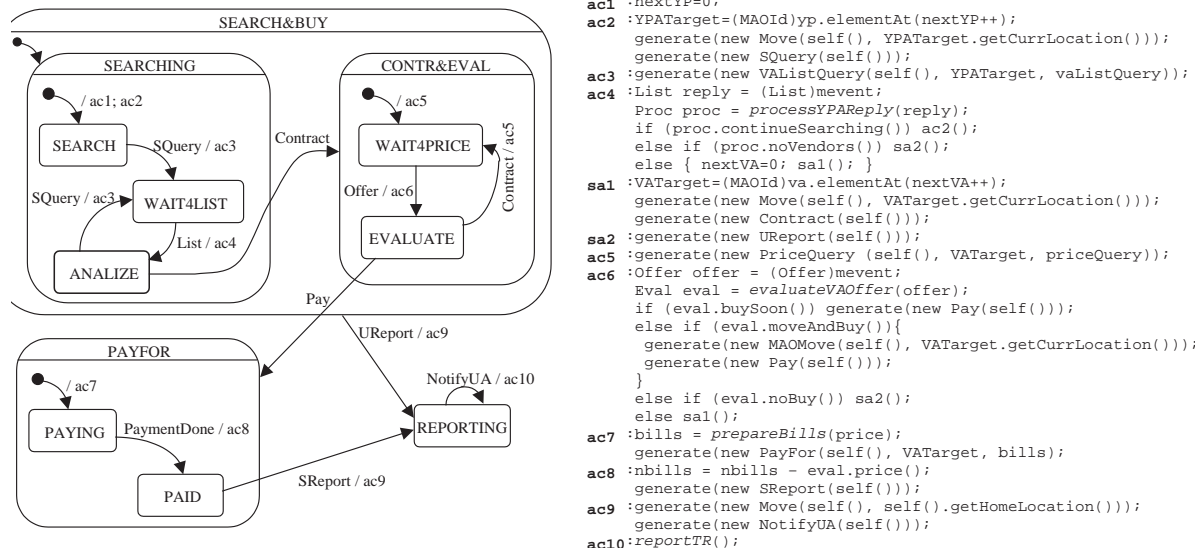 SEARCH&BUY
SEARCHING
/ ac1; ac2
SEARCH
SQuery / ac3
SQuery / ac3
WAIT4LIST
List / ac4
ANALIZE
Contract
CONTR&EVAL
/ ac5
WAIT4PRICE
Contract / ac5
Offer / ac6
EVALUATE
Pay
UReport / ac9
PAYFOR
/ ac7
PAYING
PaymentDone / ac8
PAID
SReport / ac9
NotifyUA / ac10
REPORTING
ac1 :nextYP=0;
ac2 :YPATarget=(MAOId)yp.elementAt(nextYP++);
generate(new Move(self(), YPATarget.getCurrLocation()));
generate(new SQuery(self()));
ac3 :generate(new VAListQuery(self(), YPATarget, vaListQuery));
ac4 :List reply = (List)mevent;
Proc proc = processYPAReply(reply);
if (proc.continueSearching()) ac2();
else if (proc.noVendors()) sa2();
else { nextVA=0; sa1(); }
sa1 :VATarget=(MAOId)va.elementAt(nextVA++);
generate(new Move(self(), VATarget.getCurrLocation()));
generate(new Contract(self()));
sa2 :generate(new UReport(self()));
ac5 :generate(new PriceQuery (self(), VATarget, priceQuery));
ac6 :Offer offer = (Offer)mevent;
Eval eval = evaluateVAOffer(offer);
if (eval.buySoon()) generate(new Pay(self()));
else if (eval.moveAndBuy()){
generate(new MAOMove(self(), VATarget.getCurrLocation()));
generate(new Pay(self()));
}
else if (eval.noBuy()) sa2();
else sa1();
ac7 :bills = prepareBills(price);
generate(new PayFor(self(), VATarget, bills);
ac8 :nbills = nbills - eval.price();
generate(new SReport(self()));
ac9 :generate(new Move(self(), self().getHomeLocation()));
generate(new NotifyUA(self()));
ac10:reportTR();